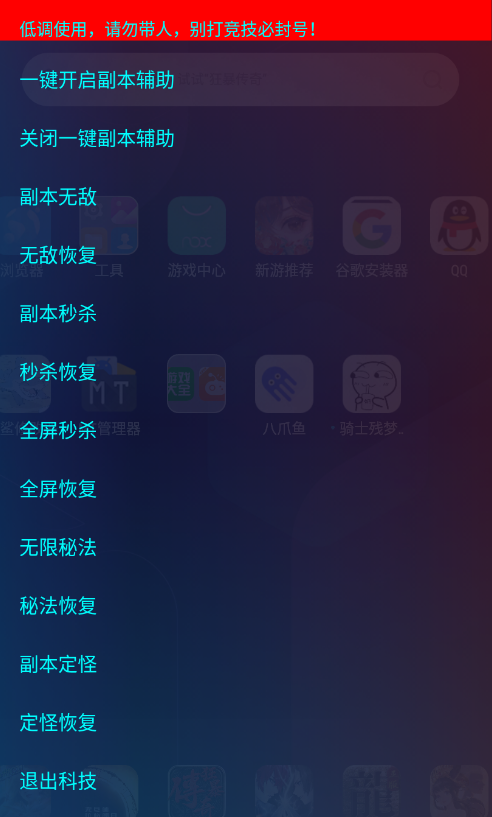 低调使用，请勿带人，别打竞技必封号！
一键开启副本辅助
关闭一键副本辅助
副本无敌
浏览器
工具
游戏中心
新游推荐
谷歌安装器
QQ
无敌恢复
副本秒杀
秒杀恢复
管理器
八爪鱼
骑士残梦..
全屏秒杀
全屏恢复
无限秘法
秘法恢复
副本定怪
定怪恢复
退出科技